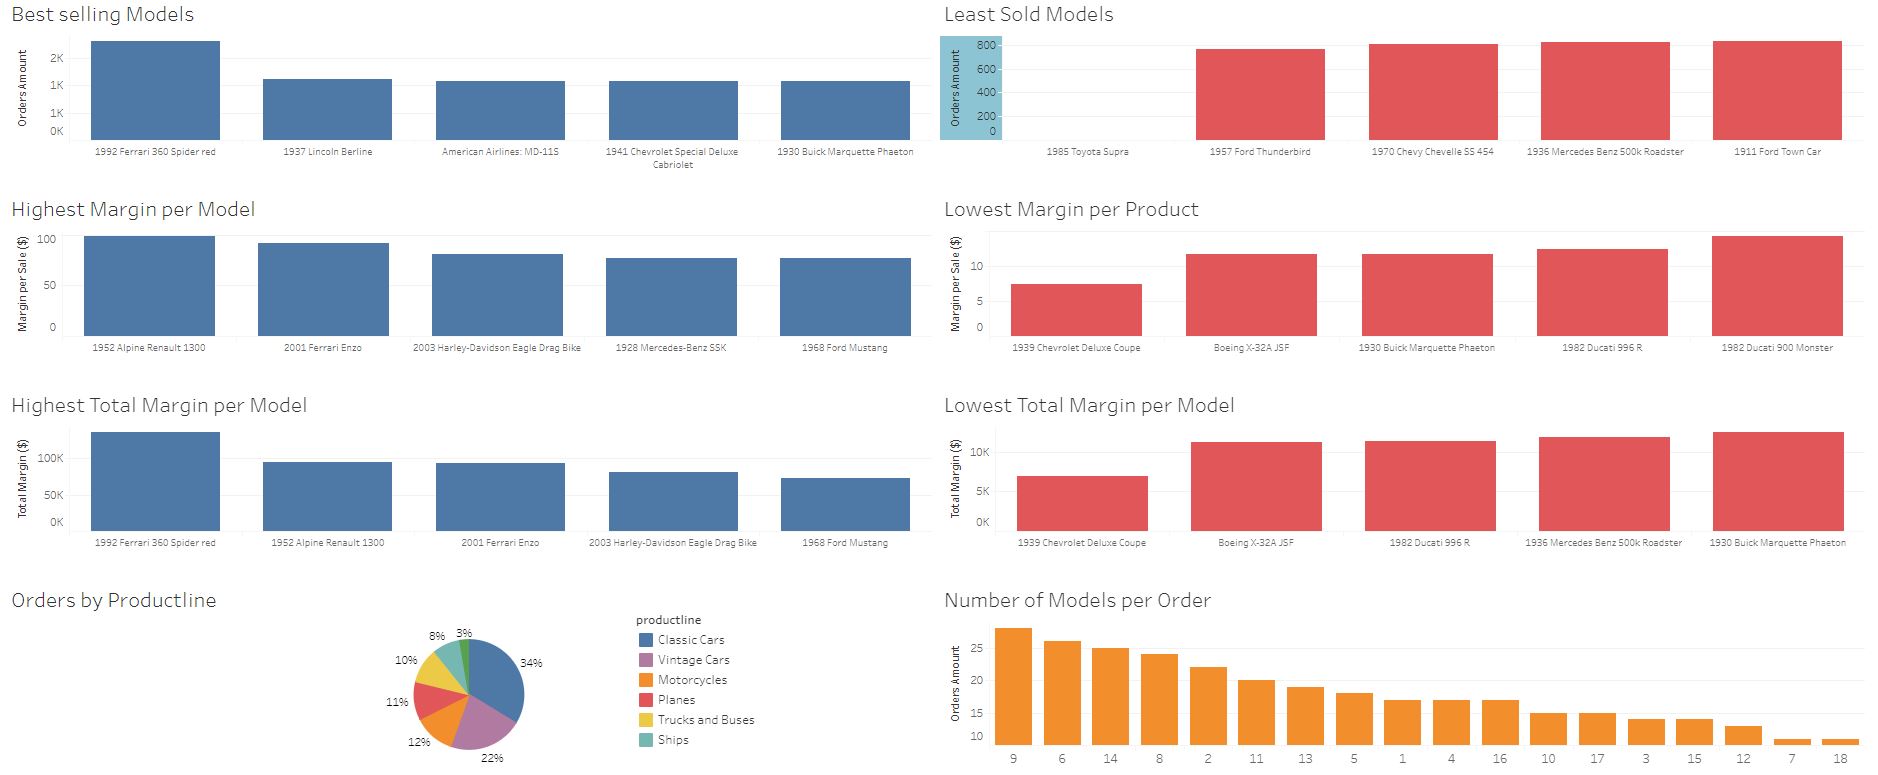 Best selling Models
Orders Amount
2K
1K
1K
0K
1992 Ferrari 360 Spider red
1937 Lincoln Berline
American Airlines: MD-11S
1941 Chevrolet Special Deluxe
Cabriolet
1930 Buick Marquette Phaeton
Least Sold Models
Orders Amount
800
600
400
200
0
1985 Toyota Supra
1957 Ford Thunderbird
1970 Chevy Chevelle SS 454
1936 Mercedes Benz 500k Roadster
1911 Ford Town Car
Highest Margin per Model
Margin per Sale ($)
100
50
0
1952 Alpine Renault 1300
2001 Ferrari Enzo
2003 Harley-Davidson Eagle Drag Bike
1928 Mercedes-Benz SSK
1968 Ford Mustang
Lowest Margin per Product
Margin per Sale ($)
10
5
0
1939 Chevrolet Deluxe Coupe
Boeing X-32A JSF
1930 Buick Marquette Phaeton
1982 Ducati 996 R
1982 Ducati 900 Monster
Highest Total Margin per Model
Total Margin ($)
100K
50K
0K
1992 Ferrari 360 Spider red
1952 Alpine Renault 1300
2001 Ferrari Enzo
2003 Harley-Davidson Eagle Drag Bike
1968 Ford Mustang
Lowest Total Margin per Model
Total Margin ($)
10K
5K
0K
1939 Chevrolet Deluxe Coupe
Boeing X-32A JSF
1982 Ducati 996 R
1936 Mercedes Benz 500k Roadster
1930 Buick Marquette Phaeton
Orders by Productline
8%
3%
34%
10%
11%
12%
22%
productline
Classic Cars
Vintage Cars
Motorcycles
Planes
Trucks and Buses
Ships
Number of Models per Order
Orders Amount
25
20
15
10
9
6
14
8
2
11
13
5
1
4
16
10
17
3
15
12
7
18